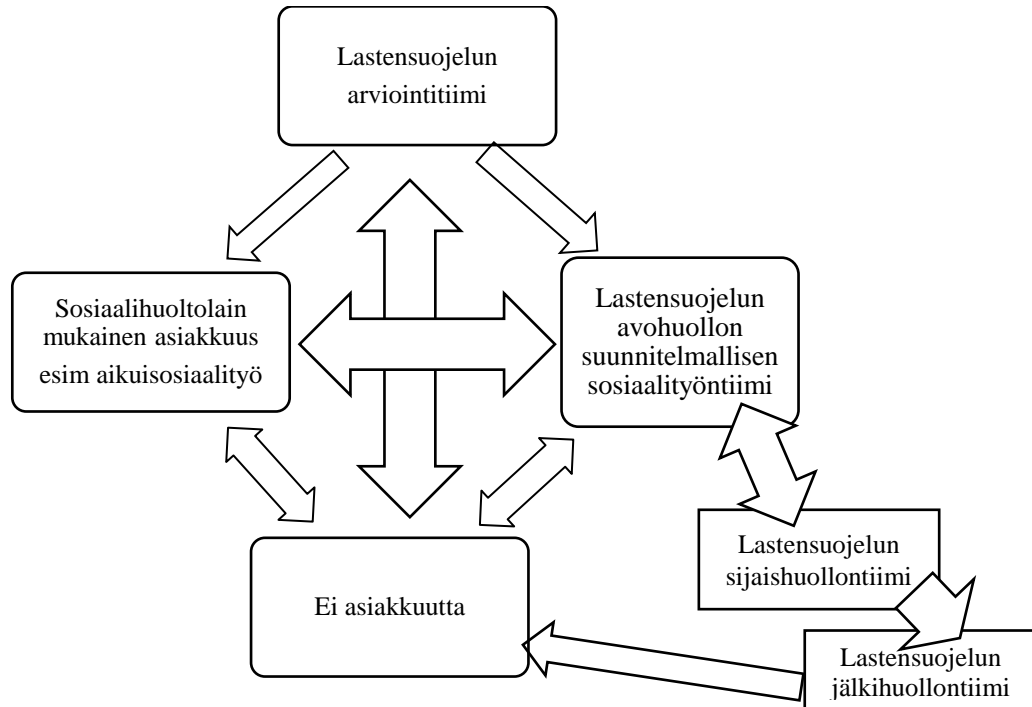 Lastensuojelun
arviointitiimi
Sosiaalihuoltolain
mukainen asiakkuus
esim aikuisosiaalityö
Lastensuojelun
avohuollon
suunnitelmallisen
sosiaalityöntiimi
Lastensuojelun
sijaishuollontiimi
Ei asiakkuutta
Lastensuojelun
jälkihuollontiimi